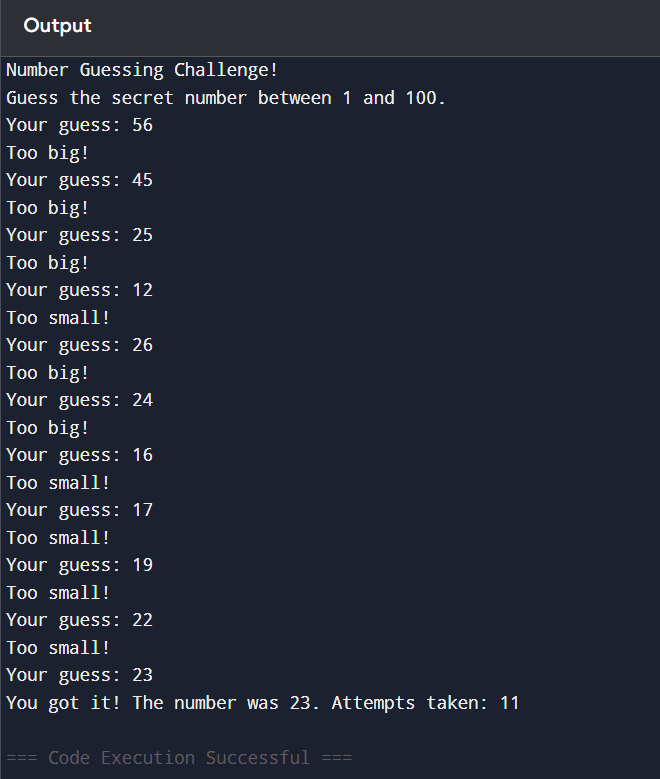 Output
Number Guessing Challenge!
Guess the secret number between 1 and 100.
Your guess: 56
Too big!
Your guess: 45
Too big!
Your guess: 25
Too big!
Your guess: 12
Too small!
Your guess: 26
Too big!
Your guess: 24
Too big!
Your guess: 16
Too small!
Your guess: 17
Too small!
Your guess: 19
Too small!
Your guess: 22
Too small!
Your guess: 23
You got it! The number was 23. Attempts taken: 11
=== Code Execution Successful ===